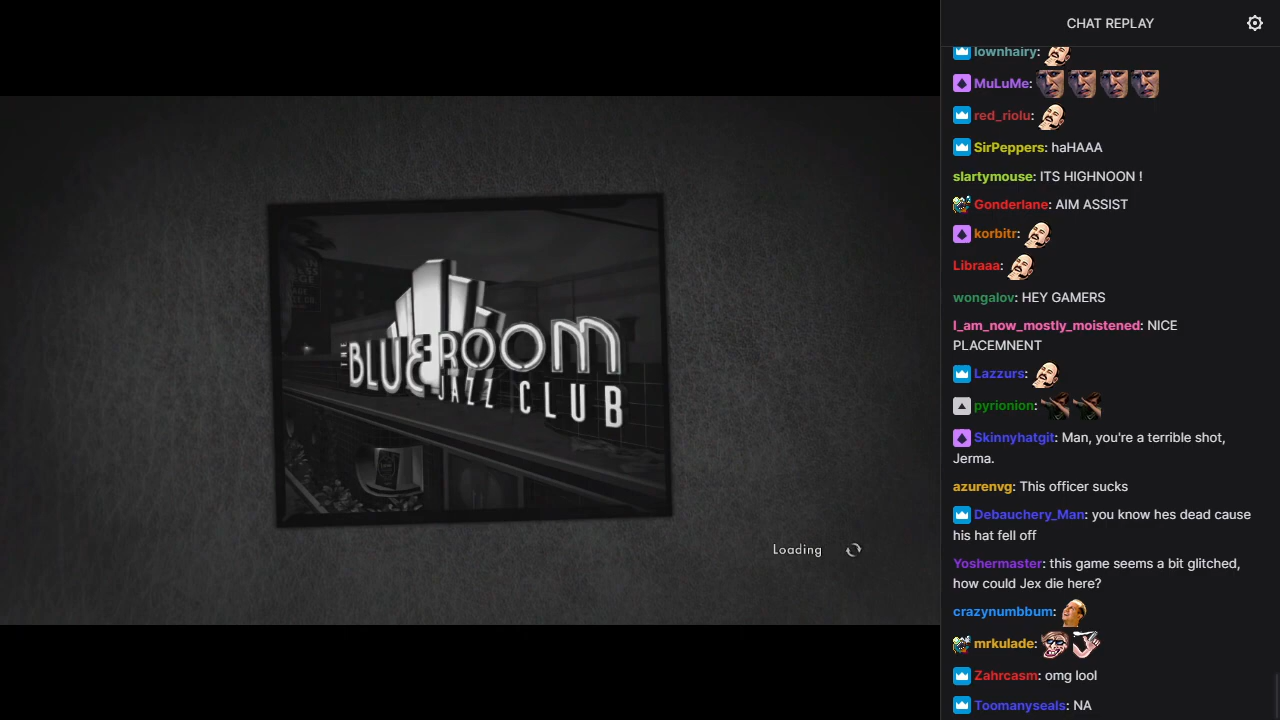 THE
BLUE ROOM
JAZZ CLUB
Loading
CHAT REPLAY
lownhairy:
MuLuMe:
red_riolu:
SirPeppers: haHAAA
slartymouse: ITS HIGHNOON !
Gonderlane: AIM ASSIST
korbitr:
Libraaa:
wongalov: HEY GAMERS
I_am_now_mostly_moistened: NICE
PLACEMNENT
Lazzurs:
pyrionion:
Skinnyhatgit: Man, you're a terrible shot,
Jerma.
azurenvg: This officer sucks
Debauchery_Man: you know hes dead cause
his hat fell off
Yoshermaster: this game seems a bit glitched,
how could Jex die here?
crazynumbbum:
mrkulade:
Zahrcasm: omg lool
Toomanyseals: NA